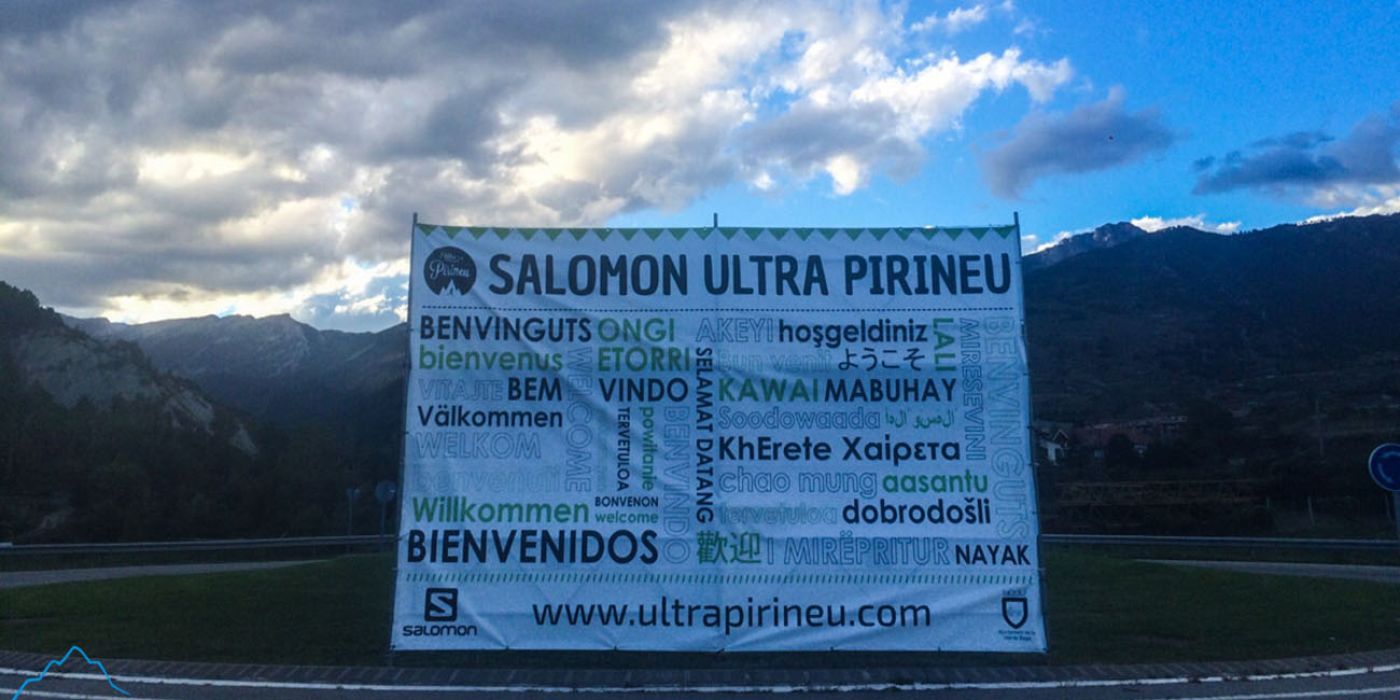 Ultra Pirineu
SALOMON ULTRA PIRINEU
BENVINGUTS ONGI ETORRI
AKEYI hoşgeldiniz
LALI
MIRESEVINI
BENVINGUTS
bienvenus
WELCOME
SELAMAT DATANG
Bun venit ようこそ
VITAJTE BEM VINDO
KAWAI MABUHAY
Välkommen
TERVETULOA
powitanie
BENVINDO
Soodowaada
WELKOM
KhErete Χαίρετα
benvenuti
chao mung aasantu
Willkommen
BONVENON
welcome
tervetuloa dobrodošli
BIENVENIDOS
歡迎 I MIRËPRITUR NAYAK
SALOMON
www.ultrapirineu.com